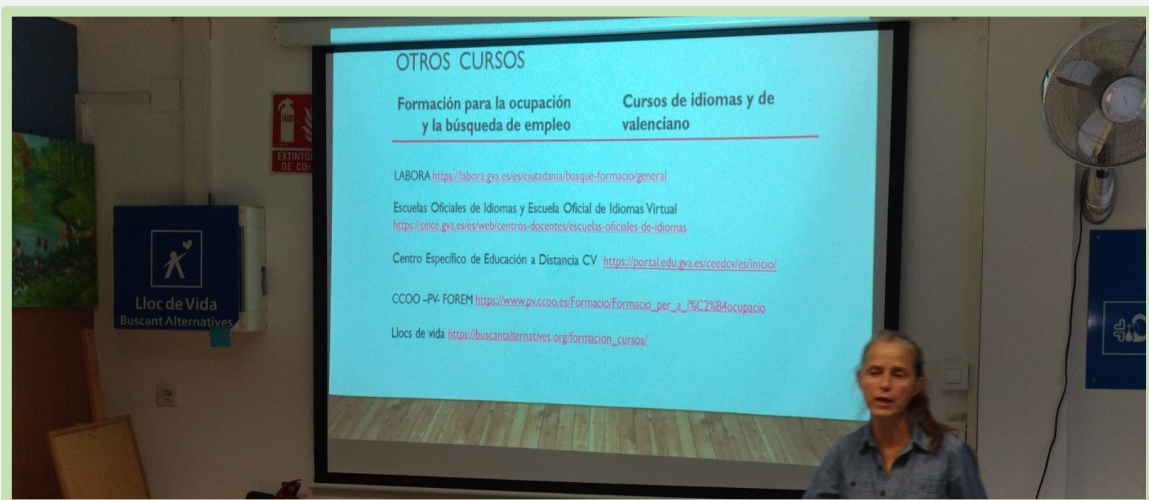 OTROS CURSOS
Formación para la ocupación
y la búsqueda de empleo
Cursos de idiomas y de
valenciano
LABORA https://labora.gva.es/es/ciutadania/busque-formacio/general
Escuelas Oficiales de Idiomas y Escuela Oficial de Idiomas Virtual
https://ceice.gva.es/es/web/centros-docentes/escuelas-oficiales-de-idiomas
Centro Específico de Educación a Distancia CV https://portal.edu.gva.es/ceedcv/es/inicio/
CCOO –PV- FOREM https://www.pv.ccoo.es/Formacio/Formacio_per_a_l%C2%B4ocupacio
Llocs de vida https://buscantalternatives.org/formacion_cursos/
EXTINTOR
DE CO₂
Lloc de Vida
Buscant Alternatives